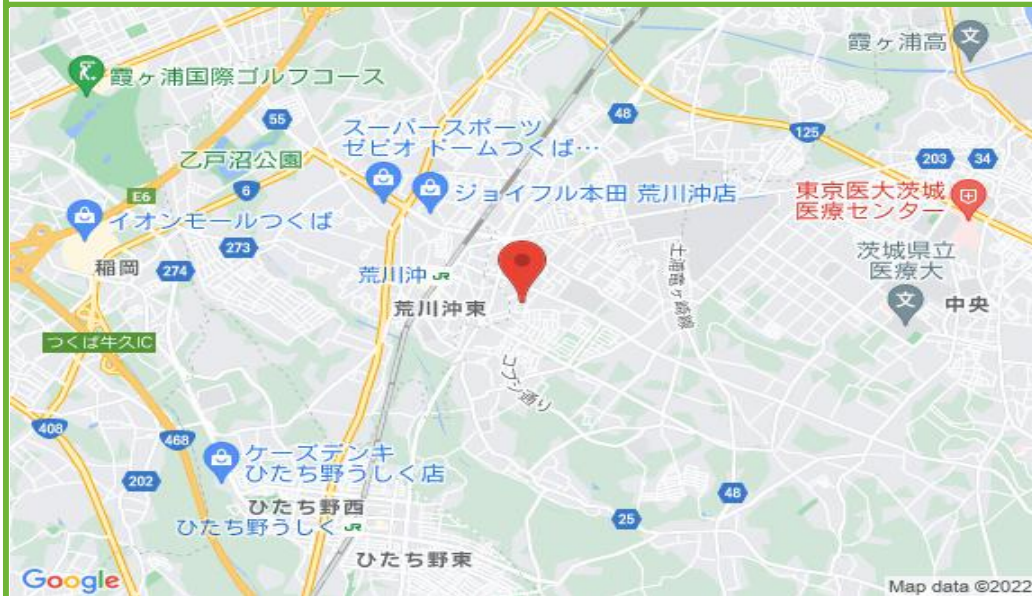 霞ヶ浦高
文
霞ヶ浦国際ゴルフコース
55
48
スーパースポーツ
ゼビオ ドームつくば…
125
乙戸沼公園
203
34
6
E6
ジョイフル本田 荒川沖店
東京医大茨城
医療センター
イオンモールつくば
273
稲岡
274
荒川沖 JR
土浦竜ヶ崎線
茨城県立
医療大
文
荒川沖東
中央
つくば牛久IC
コブシ通り
408
468
ケーズデンキ
ひたち野うしく店
202
48
ひたち野西
25
ひたち野うしく JR
ひたち野東
Google
Map data ©2022